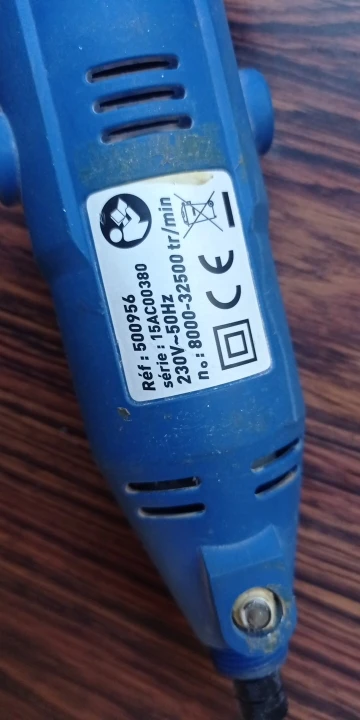 Réf : 500956
série : 15AC00380
230V~50Hz
n₀: 8000-32500 tr/min
CE